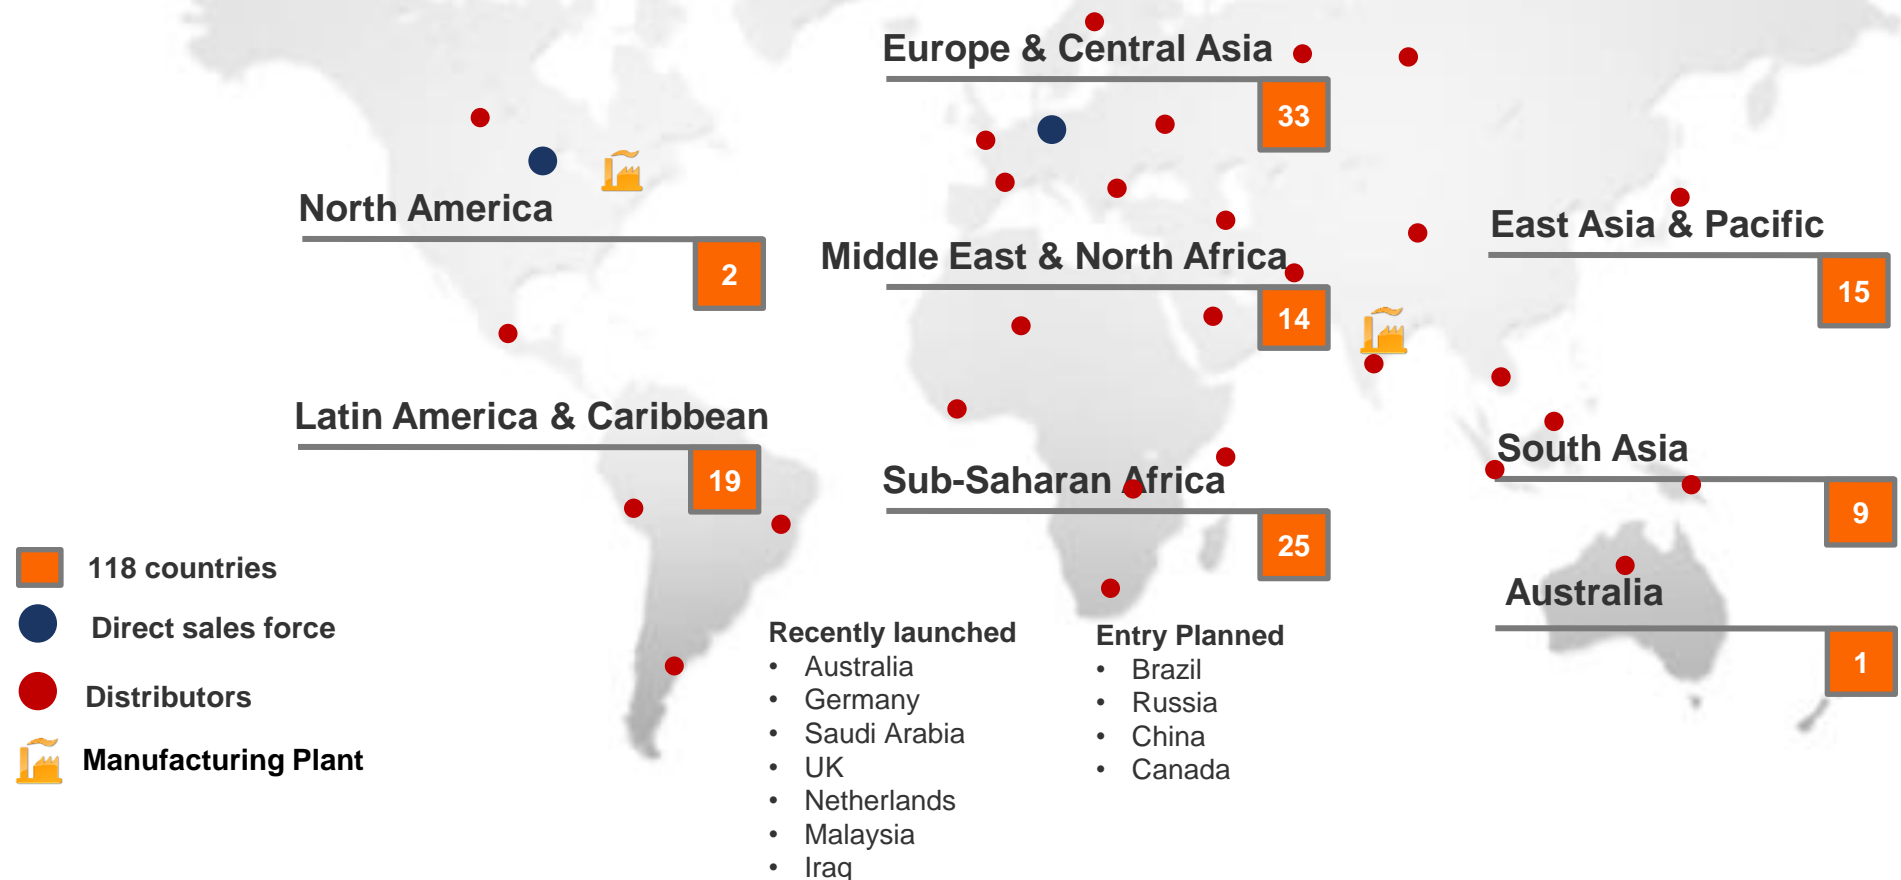 Europe & Central Asia
33
North America
2
East Asia & Pacific
15
Middle East & North Africa
14
Latin America & Caribbean
19
South Asia
9
Sub-Saharan Africa
25
Australia
1
118 countries
Direct sales force
Distributors
Manufacturing Plant
Recently launched
• Australia
• Germany
• Saudi Arabia
• UK
• Netherlands
• Malaysia
• Iraq
Entry Planned
• Brazil
• Russia
• China
• Canada